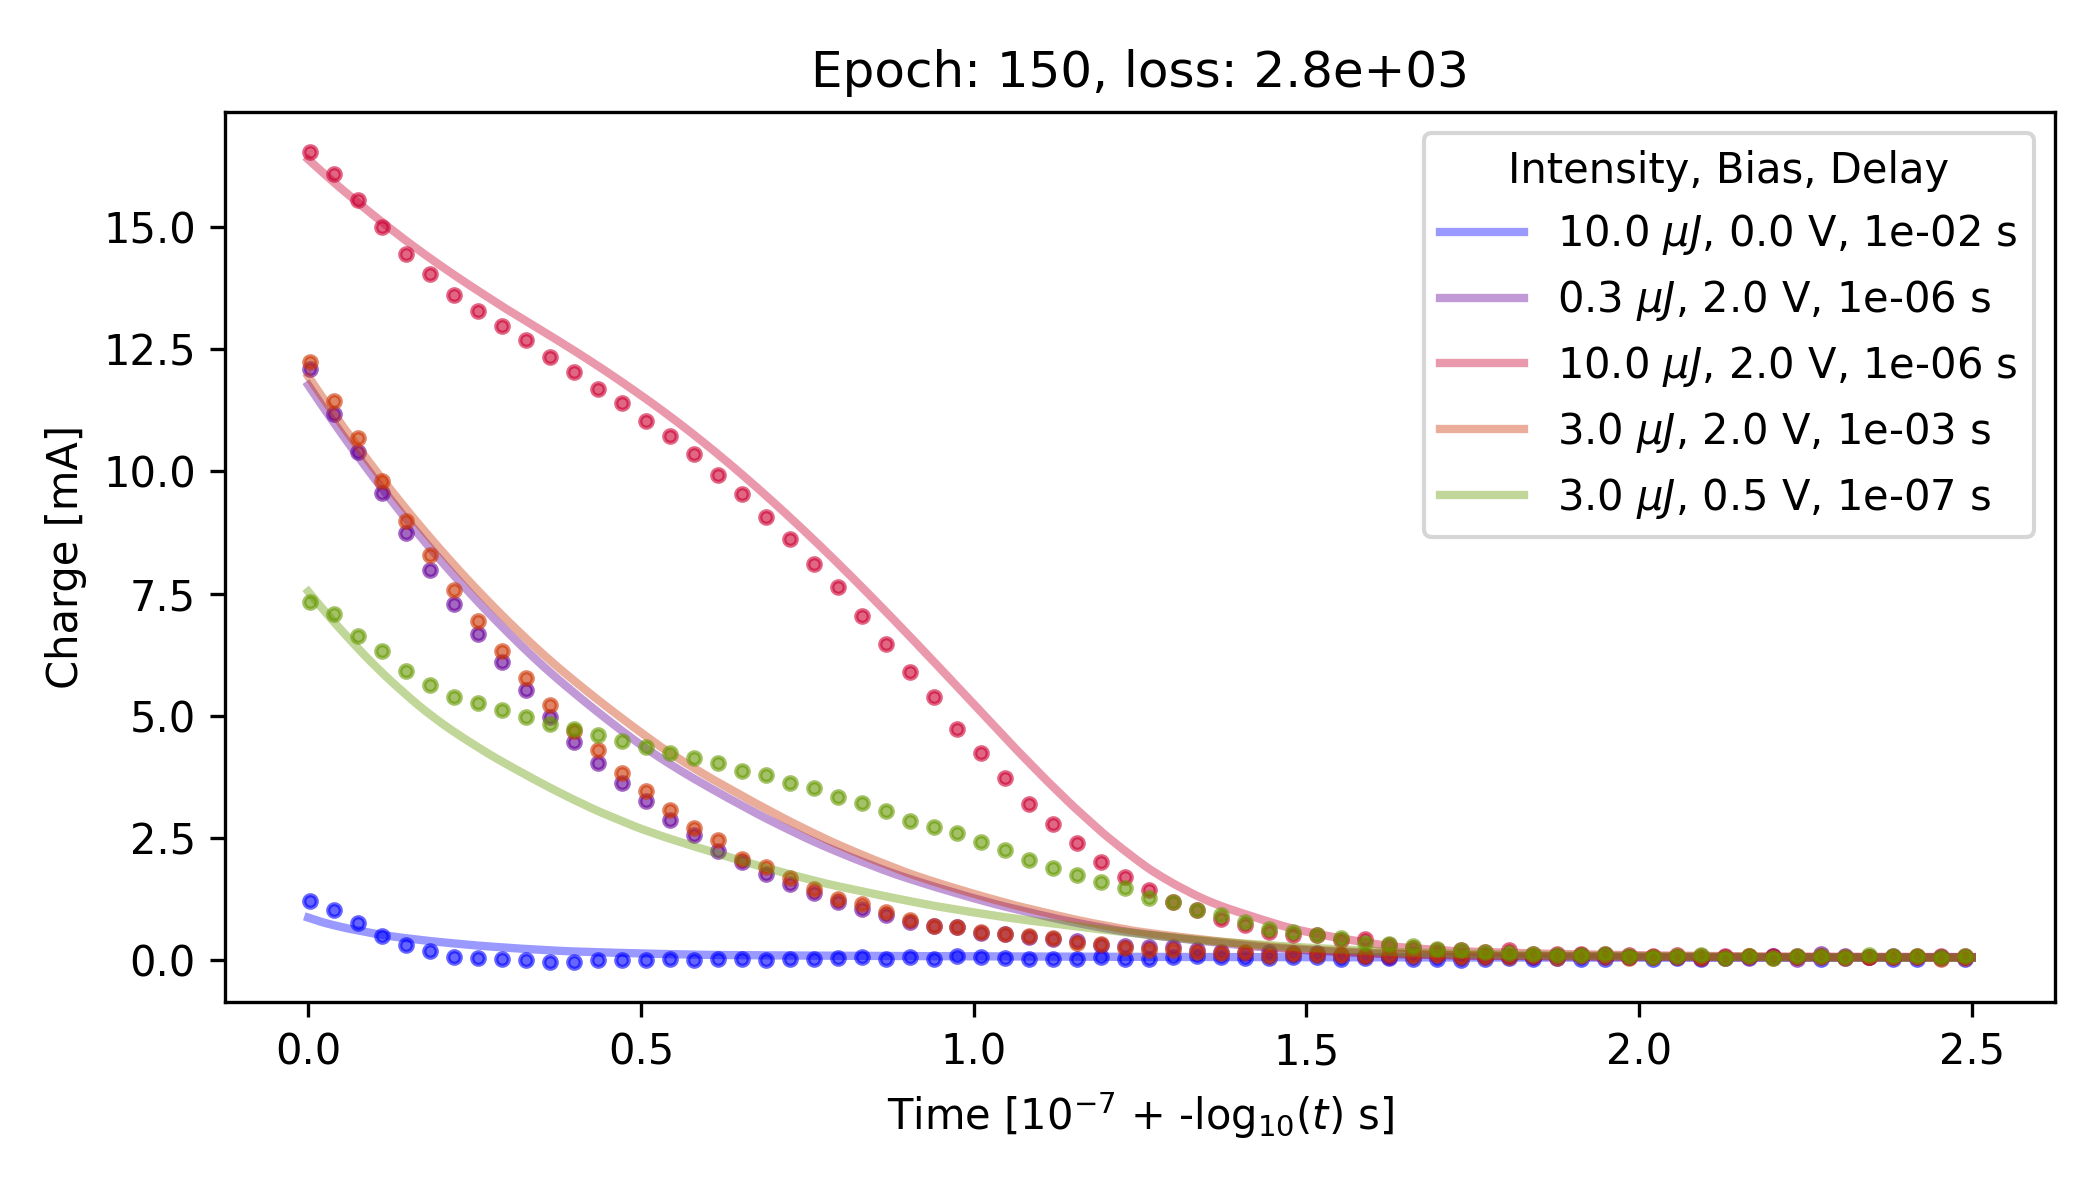 Epoch: 150, loss: 2.8e+03
Charge [mA]
15.0
12.5
10.0
7.5
5.0
2.5
0.0
Intensity, Bias, Delay
10.0 μJ, 0.0 V, 1e-02 s
0.3 μJ, 2.0 V, 1e-06 s
10.0 μJ, 2.0 V, 1e-06 s
3.0 μJ, 2.0 V, 1e-03 s
3.0 μJ, 0.5 V, 1e-07 s
0.0 0.5 1.0 1.5 2.0 2.5
Time [10⁻⁷ + -log₁₀(t) s]